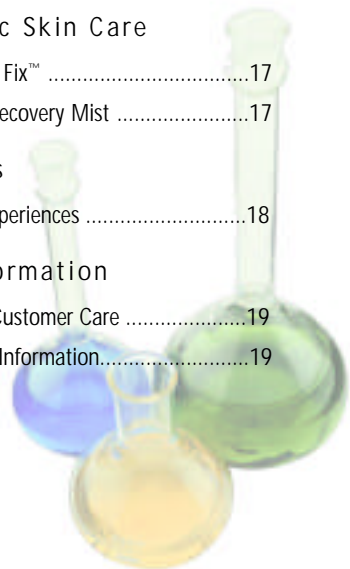 c Skin Care
Fix™ ....................................17
ecovery Mist .......................17
s
periences ............................18
ormation
Customer Care .....................19
Information..........................19